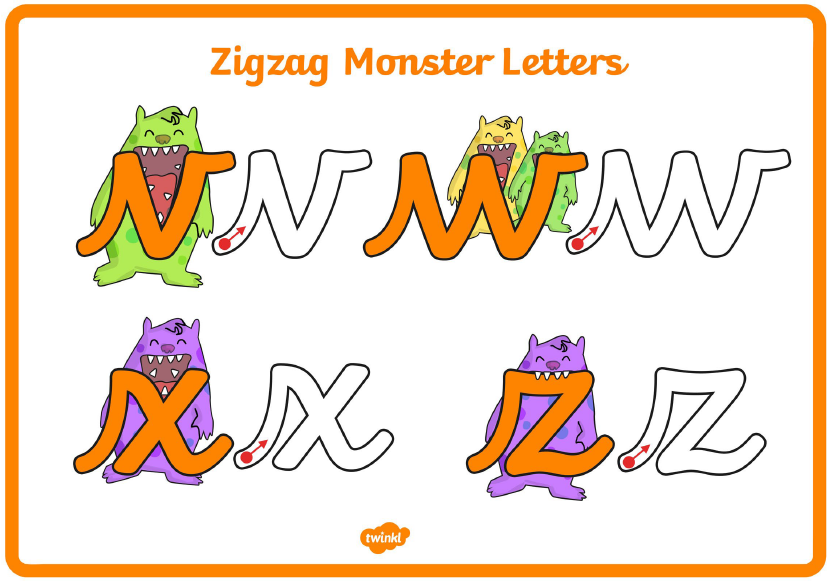 Zigzag Monster Letters
v v w w
x x z z
twinkl